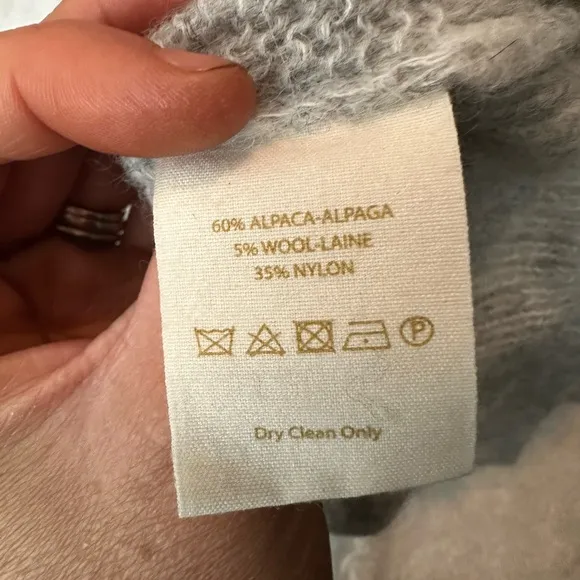 60% ALPACA-ALPAGA
5% WOOL-LAINE
35% NYLON
P
Dry Clean Only